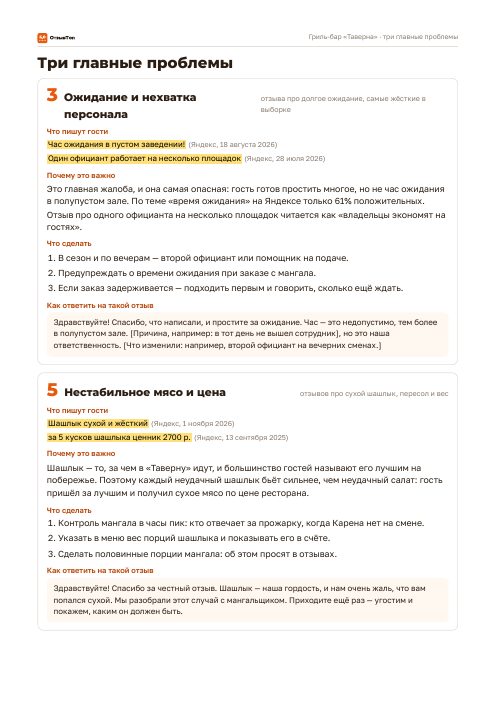 ОтзывТоп
Гриль-бар «Таверна» · три главные проблемы
Три главные проблемы
3 Ожидание и нехватка персонала
отзыва про долгое ожидание, самые жёсткие в выборке
Что пишут гости
Час ожидания в пустом заведении! (Яндекс, 18 августа 2026)
Один официант работает на несколько площадок (Яндекс, 28 июля 2026)
Почему это важно
Это главная жалоба, и она самая опасная: гость готов простить многое, но не час ожидания
в полупустом зале. По теме «время ожидания» на Яндексе только 61% положительных.
Отзыв про одного официанта на несколько площадок читается как «владельцы экономят на
гостях».
Что сделать
1. В сезон и по вечерам — второй официант или помощник на подаче.
2. Предупреждать о времени ожидания при заказе с мангала.
3. Если заказ задерживается — подходить первым и говорить, сколько ещё ждать.
Как ответить на такой отзыв
Здравствуйте! Спасибо, что написали, и простите за ожидание. Час — это недопустимо, тем более
в полупустом зале. [Причина, например: в тот день не вышел сотрудник], но это наша
ответственность. [Что изменили: например, второй официант на вечерних сменах.]
5 Нестабильное мясо и цена
отзывов про сухой шашлык, пересол и вес
Что пишут гости
Шашлык сухой и жёсткий (Яндекс, 1 ноября 2026)
за 5 кусков шашлыка ценник 2700 р. (Яндекс, 13 сентября 2025)
Почему это важно
Шашлык — то, за чем в «Таверну» идут, и большинство гостей называют его лучшим на
побережье. Поэтому каждый неудачный шашлык бьёт сильнее, чем неудачный салат: гость
пришёл за лучшим и получил сухое мясо по цене ресторана.
Что сделать
1. Контроль мангала в часы пик: кто отвечает за прожарку, когда Карена нет на смене.
2. Указать в меню вес порций шашлыка и показывать его в счёте.
3. Сделать половинные порции мангала: об этом просят в отзывах.
Как ответить на такой отзыв
Здравствуйте! Спасибо за честный отзыв. Шашлык — наша гордость, и нам очень жаль, что вам
попался сухой. Мы разобрали этот случай с мангальщиком. Приходите ещё раз — угостим и
покажем, каким он должен быть.